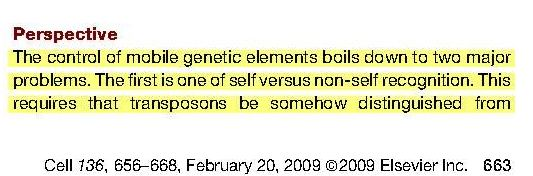 Perspective
The control of mobile genetic elements boils down to two major
problems. The first is one of self versus non-self recognition. This
requires that transposons be somehow distinguished from
Cell 136, 656–668, February 20, 2009 ©2009 Elsevier Inc. 663